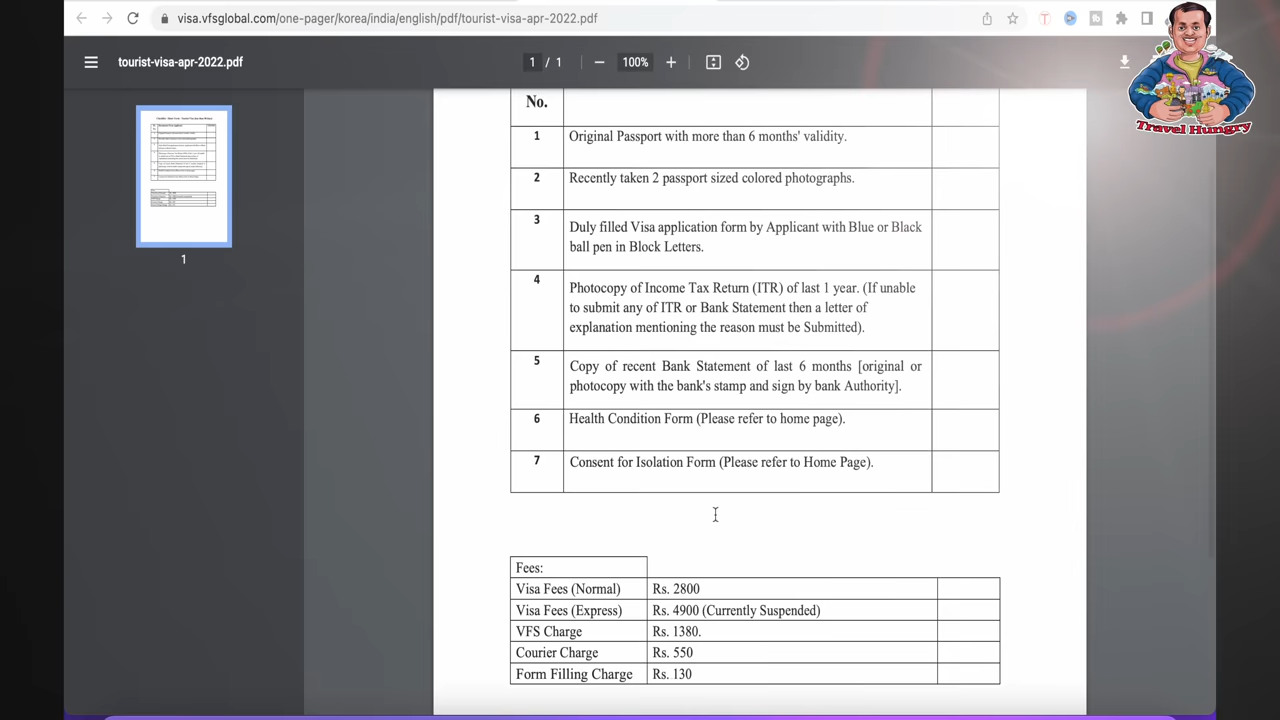 visa.vfsglobal.com/one-pager/korea/india/english/pdf/tourist-visa-apr-2022.pdf
tourist-visa-apr-2022.pdf
1 / 1
100%
Travel Hungry
1
No.
1
Original Passport with more than 6 months' validity.
2
Recently taken 2 passport sized colored photographs.
3
Duly filled Visa application form by Applicant with Blue or Black
ball pen in Block Letters.
4
Photocopy of Income Tax Return (ITR) of last 1 year. (If unable
to submit any of ITR or Bank Statement then a letter of
explanation mentioning the reason must be Submitted).
5
Copy of recent Bank Statement of last 6 months [original or
photocopy with the bank's stamp and sign by bank Authority].
6
Health Condition Form (Please refer to home page).
7
Consent for Isolation Form (Please refer to Home Page).
Fees:
Visa Fees (Normal) Rs. 2800
Visa Fees (Express) Rs. 4900 (Currently Suspended)
VFS Charge Rs. 1380.
Courier Charge Rs. 550
Form Filling Charge Rs. 130